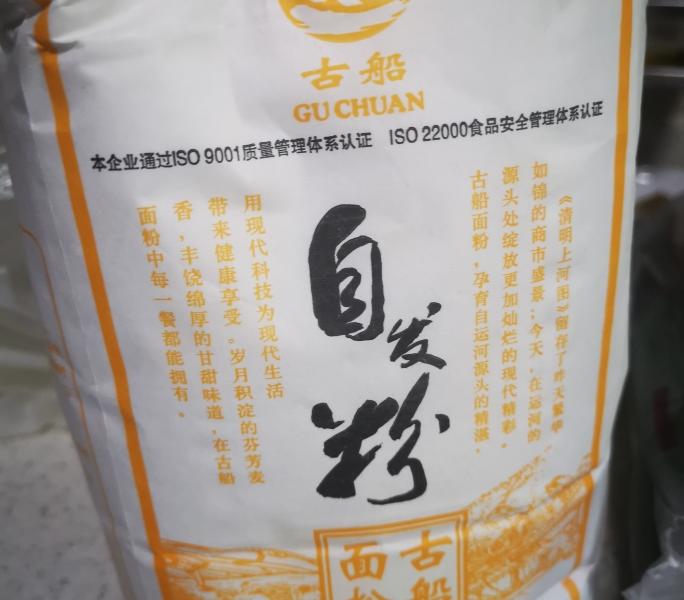 古船
GU CHUAN
本企业通过ISO 9001质量管理体系认证 ISO 22000食品安全管理体系认证
《清明上河图》留存了昨天繁华
如锦的商市盛景；今天，在运河的
源头处绽放更加灿烂的现代精彩。
古船面粉，孕育自运河源头的精湛，
用现代科技为现代生活
带来健康享受。岁月积淀的芬芳麦
香，丰饶绵厚的甘甜味道，在古船
面粉中每一餐都能拥有。
自发粉
古船
面粉